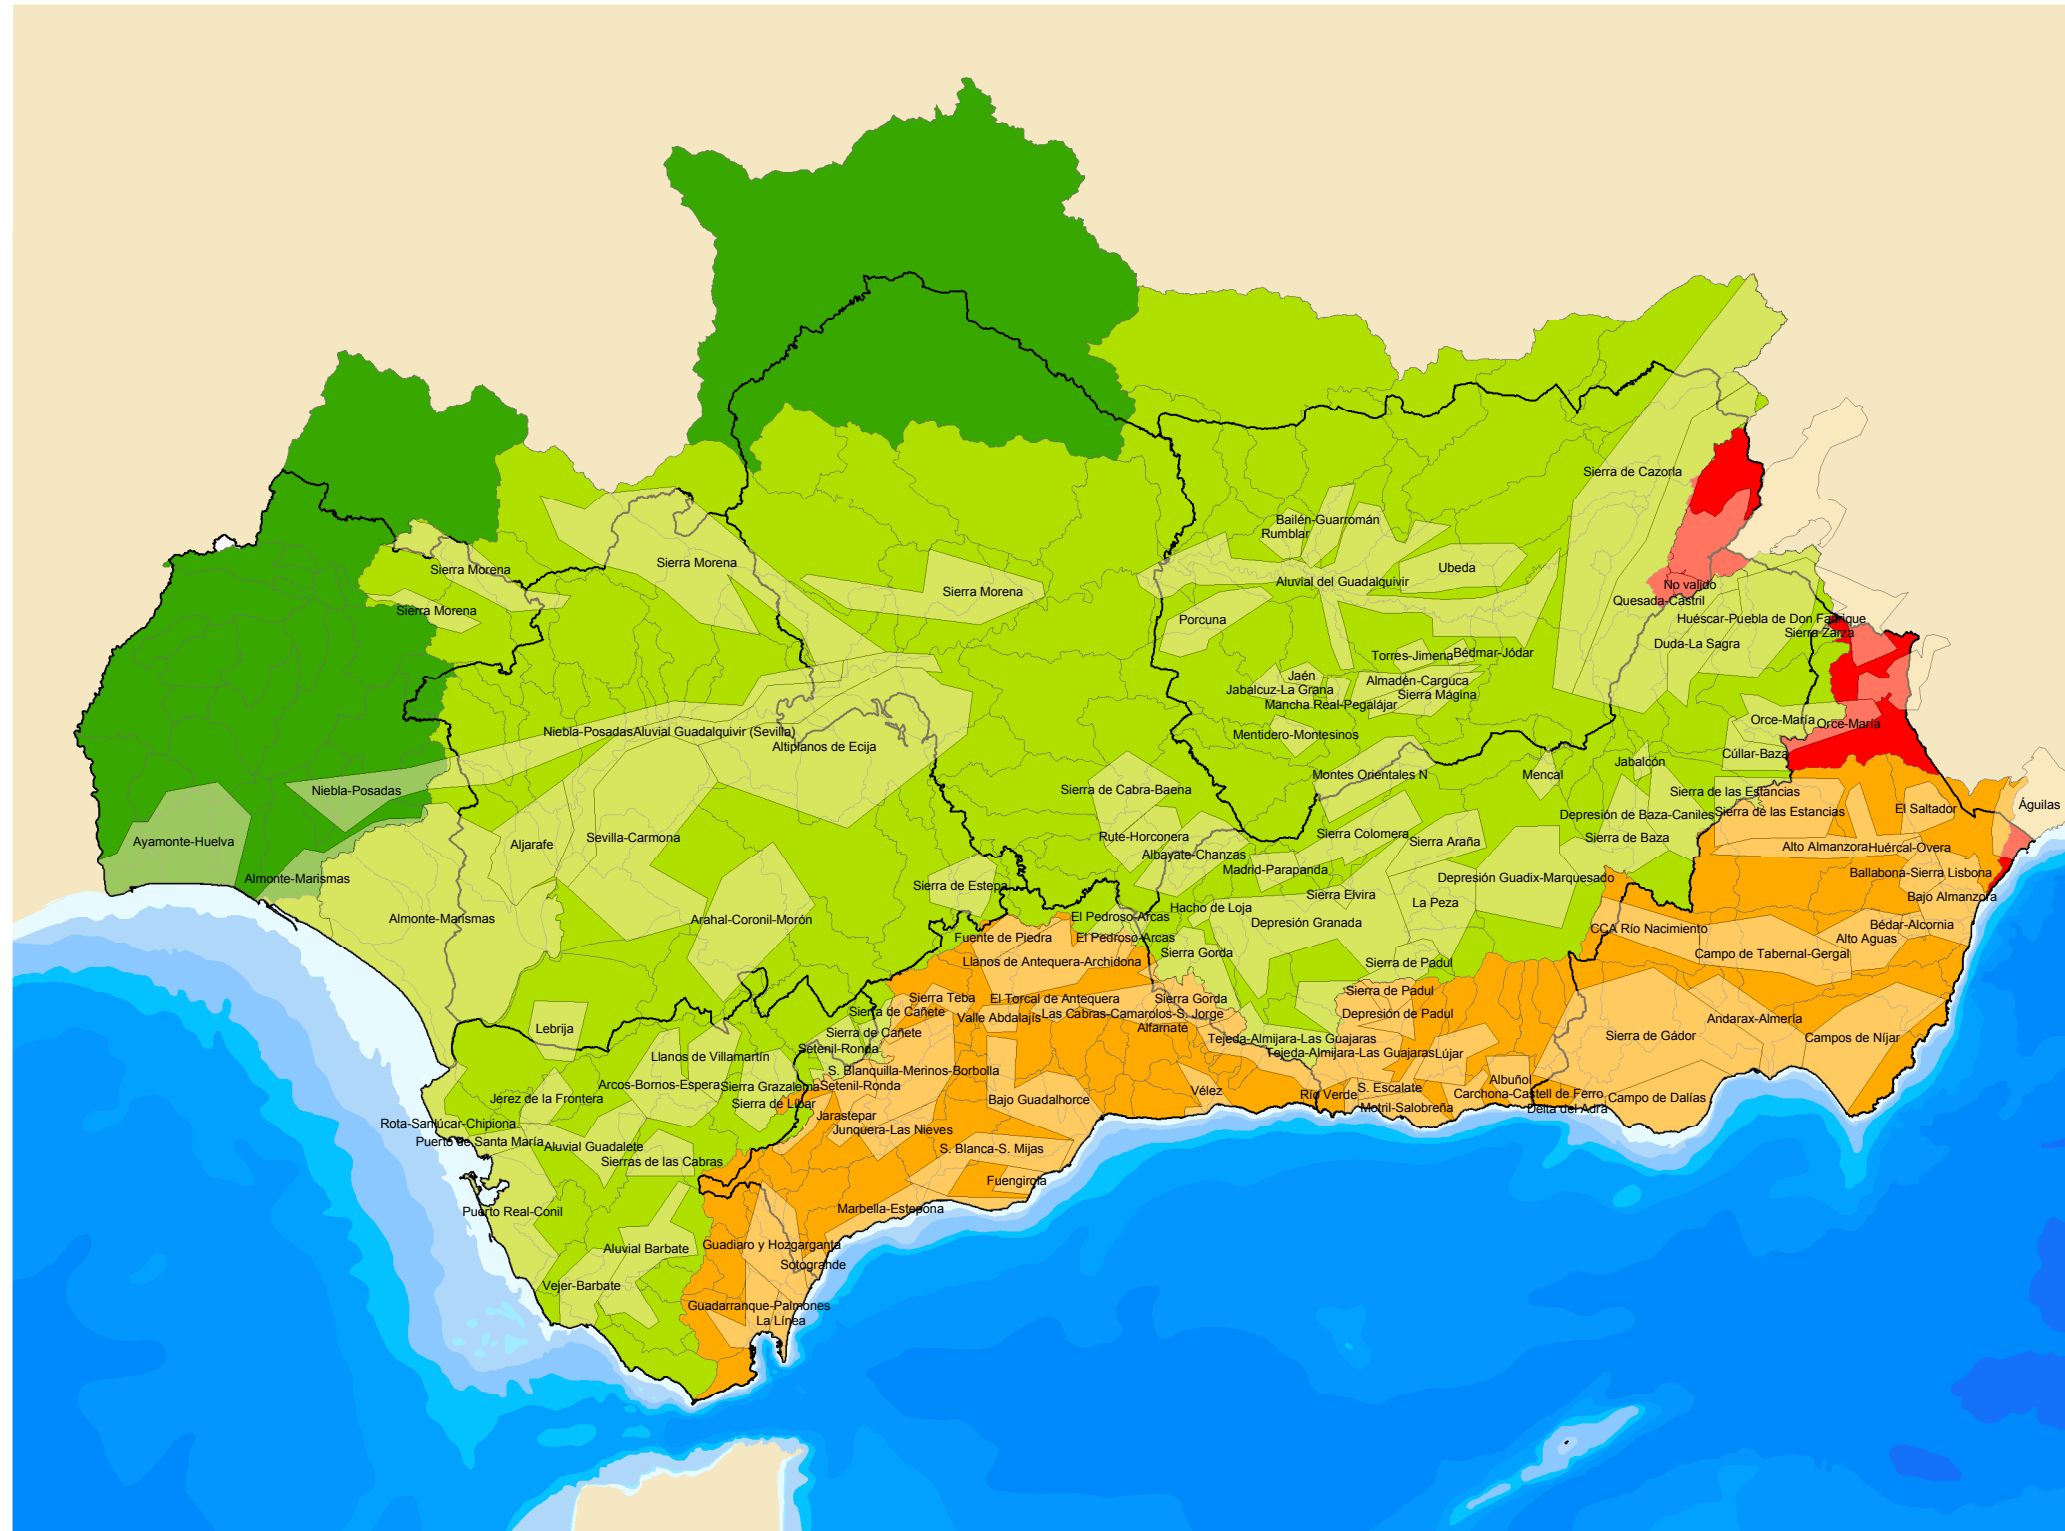 Sierra de Cazorla
Bailén-Guarromán
Rumblar
Sierra Morena
Sierra Morena
Ubeda
Aluvial del Guadalquivir
No valido
Sierra Morena
Quesada-Castril
Sierra Morena
Porcuna
Huéscar-Puebla de Don Fadrique
Sierra Zarza
Duda-La Sagra
Torres-Jimena
Bédmar-Jódar
Jaén
Almadén-Carguca
Jabalcuz-La Grana
Sierra Mágina
Mancha Real-Pegalájar
Orce-María
Orce-María
Niebla-Posadas
Aluvial Guadalquivir (Sevilla)
Mentidero-Montesinos
Altiplanos de Ecija
Cúllar-Baza
Jabalcón
Montes Orientales N
Mencal
Niebla-Posadas
Sierra de Cabra-Baena
Sierra de las Estancias
Águilas
El Saltador
Sierra de las Estancias
Depresión de Baza-Caniles
Ayamonte-Huelva
Aljarafe
Sevilla-Carmona
Rute-Horconera
Sierra Colomera
Sierra Araña
Sierra de Baza
Alto Almanzora
Huércal-Overa
Albayate-Chanzas
Madrid-Parapanda
Ballabona-Sierra Lisbona
Almonte-Marismas
Depresión Guadix-Marquesado
Sierra de Estepa
Sierra Elvira
Bajo Almanzora
La Peza
Hacho de Loja
Almonte-Marismas
Arahal-Coronil-Morón
El Pedroso-Arcas
Depresión Granada
Bédar-Alcornia
CCA Río Nacimiento
Fuente de Piedra
El Pedroso-Arcas
Alto Aguas
Sierra Gorda
Campo de Tabernal-Gergal
Llanos de Antequera-Archidona
Sierra de Padul
Sierra de Padul
Sierra Teba
El Torcal de Antequera
Sierra Gorda
Sierra de Cañete
Valle Abdalajís
Las Cabras-Camarolos-S. Jorge
Depresión de Padul
Andarax-Almería
Lebrija
Sierra de Cañete
Alfarnate
Sierra de Gádor
Campos de Níjar
Setenil-Ronda
Tejeda-Almijara-Las Guajaras
Llanos de Villamartín
Tejeda-Almijara-Las Guajaras
Lújar
S. Blanquilla-Merinos-Borbolla
Arcos-Bornos-Espera
Sierra Grazalema
Setenil-Ronda
Albuñol
Vélez
S. Escalate
Río Verde
Carchona-Castell de Ferro
Campo de Dalías
Jerez de la Frontera
Sierra de Líbar
Bajo Guadalhorce
Motril-Salobreña
Delta del Adra
Jarastepar
Rota-Sanlúcar-Chipiona
Junquera-Las Nieves
Puerto de Santa María
Aluvial Guadalete
S. Blanca-S. Mijas
Sierras de las Cabras
Fuengirola
Puerto Real-Conil
Marbella-Estepona
Guadiaro y Hozgarganta
Aluvial Barbate
Sotogrande
Vejer-Barbate
Guadarranque-Palmones
La Línea